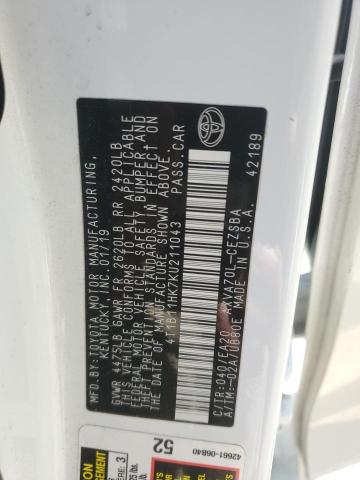 MFD.BY:TOYOTA MOTOR MANUFACTURING,
KENTUCKY, INC. 01/19
GVWR 4475LB GAWR FR 2620LB RR 2420LB
THIS VEHICLE CONFORMS TO ALL APPLICABLE
FEDERAL MOTOR VEHICLE SAFETY BUMPER, AND
THEFT PREVENTION STANDARDS IN EFFECT ON
THE DATE OF MANUFACTURE SHOWN ABOVE.
4T1B11HK7KU211043 PASS.CAR
C/TR:040/FA20 AXVA70L-CEZSBA
A/TM:-02A/UB80E MADE IN U.S.A.
42189
42661-06B40
52